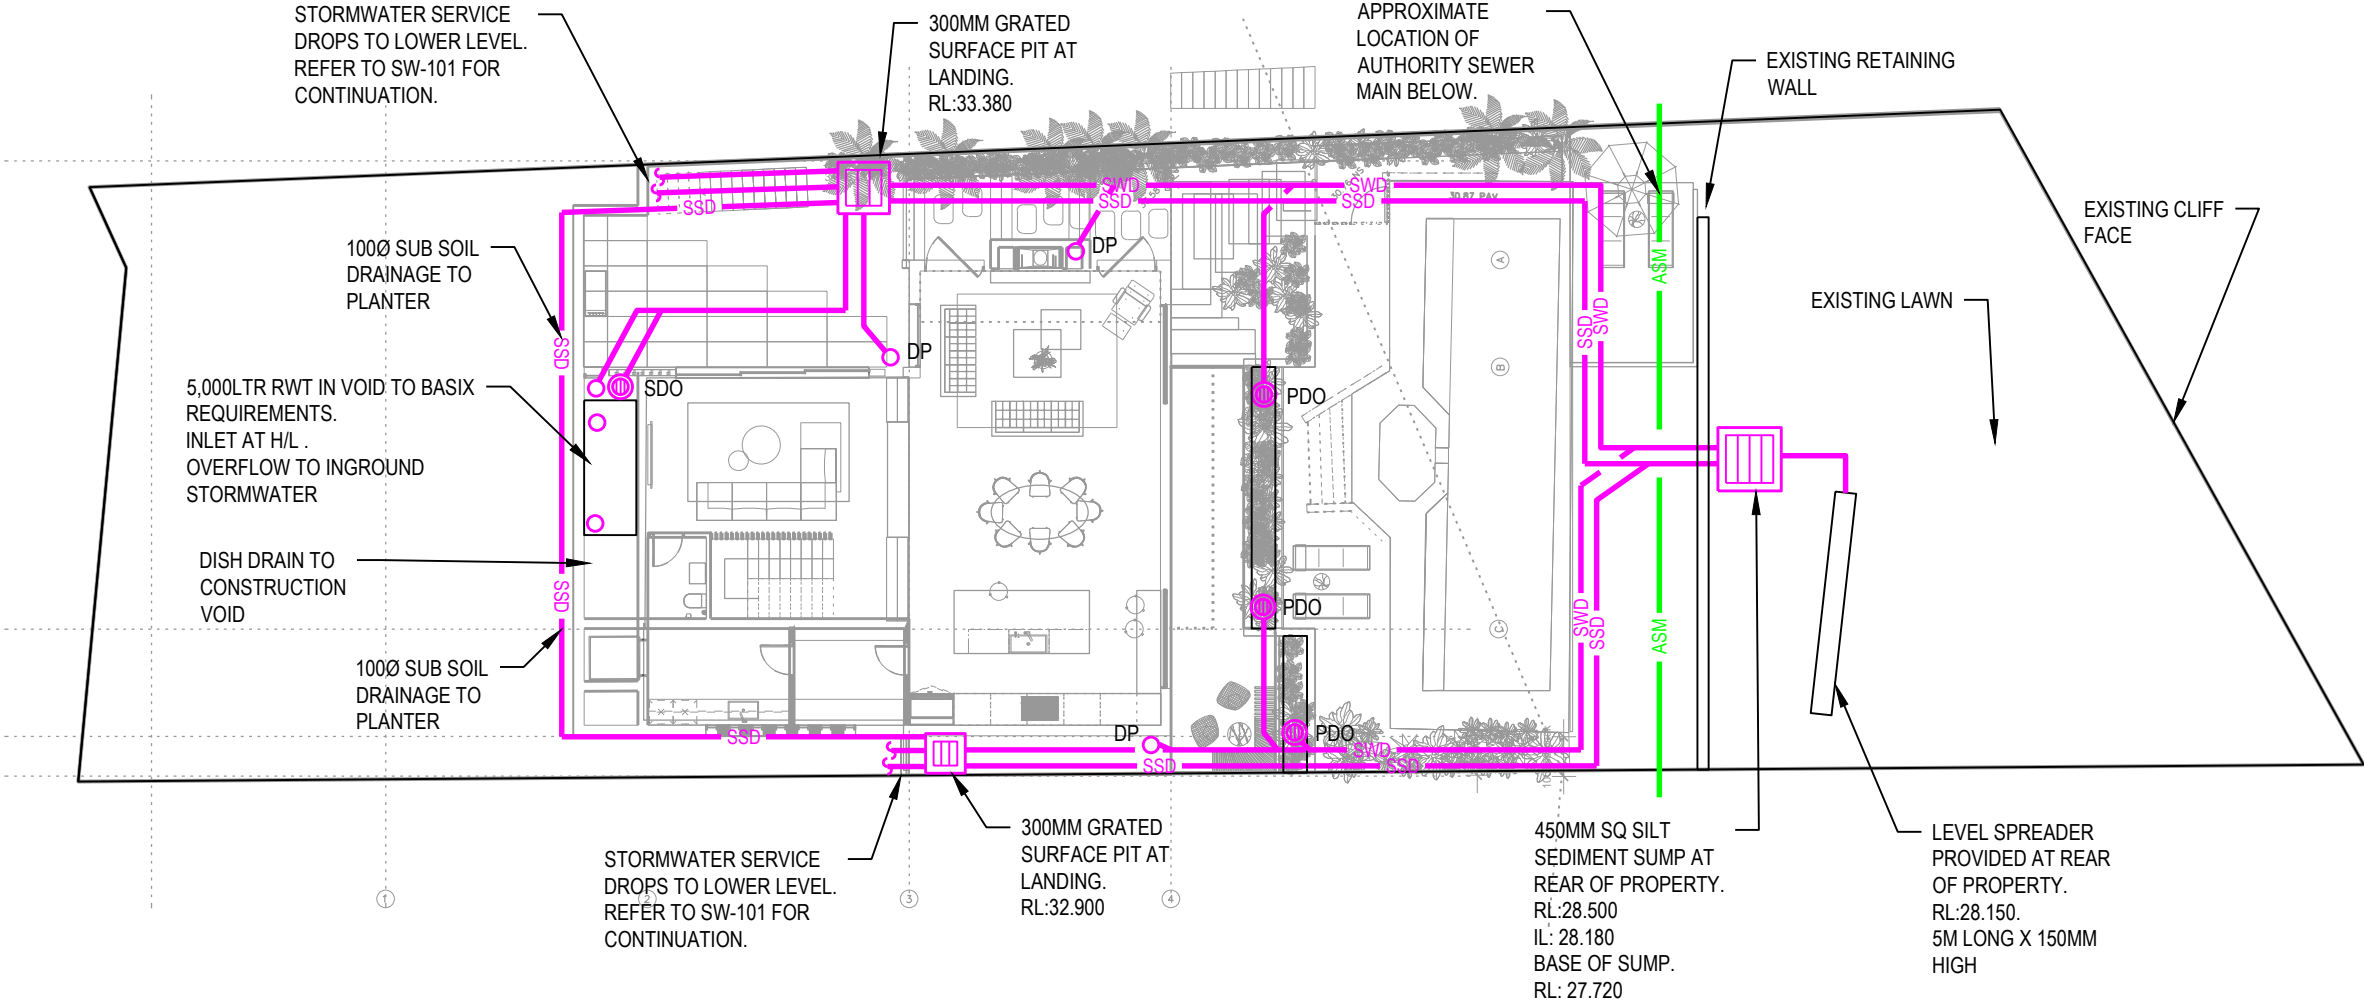 STORMWATER SERVICE
DROPS TO LOWER LEVEL.
REFER TO SW-101 FOR
CONTINUATION.
300MM GRATED
SURFACE PIT AT
LANDING.
RL:33.380
APPROXIMATE
LOCATION OF
AUTHORITY SEWER
MAIN BELOW.
EXISTING RETAINING
WALL
EXISTING CLIFF
FACE
EXISTING LAWN
100Ø SUB SOIL
DRAINAGE TO
PLANTER
5,000LTR RWT IN VOID TO BASIX
REQUIREMENTS.
INLET AT H/L .
OVERFLOW TO INGROUND
STORMWATER
DISH DRAIN TO
CONSTRUCTION
VOID
100Ø SUB SOIL
DRAINAGE TO
PLANTER
SSD
SWD
SSD
SWD
SSD
30.87 PAV
DP
DP
SDO
PDO
PDO
PDO
DP
SSD
SSD
SSD
SWD
SWD
SSD
ASM
ASM
A
B
C
SSD
SSD
SWD
SSD
1
2
3
4
STORMWATER SERVICE
DROPS TO LOWER LEVEL.
REFER TO SW-101 FOR
CONTINUATION.
300MM GRATED
SURFACE PIT AT
LANDING.
RL:32.900
450MM SQ SILT
SEDIMENT SUMP AT
REAR OF PROPERTY.
RL:28.500
IL: 28.180
BASE OF SUMP.
RL: 27.720
LEVEL SPREADER
PROVIDED AT REAR
OF PROPERTY.
RL:28.150.
5M LONG X 150MM
HIGH